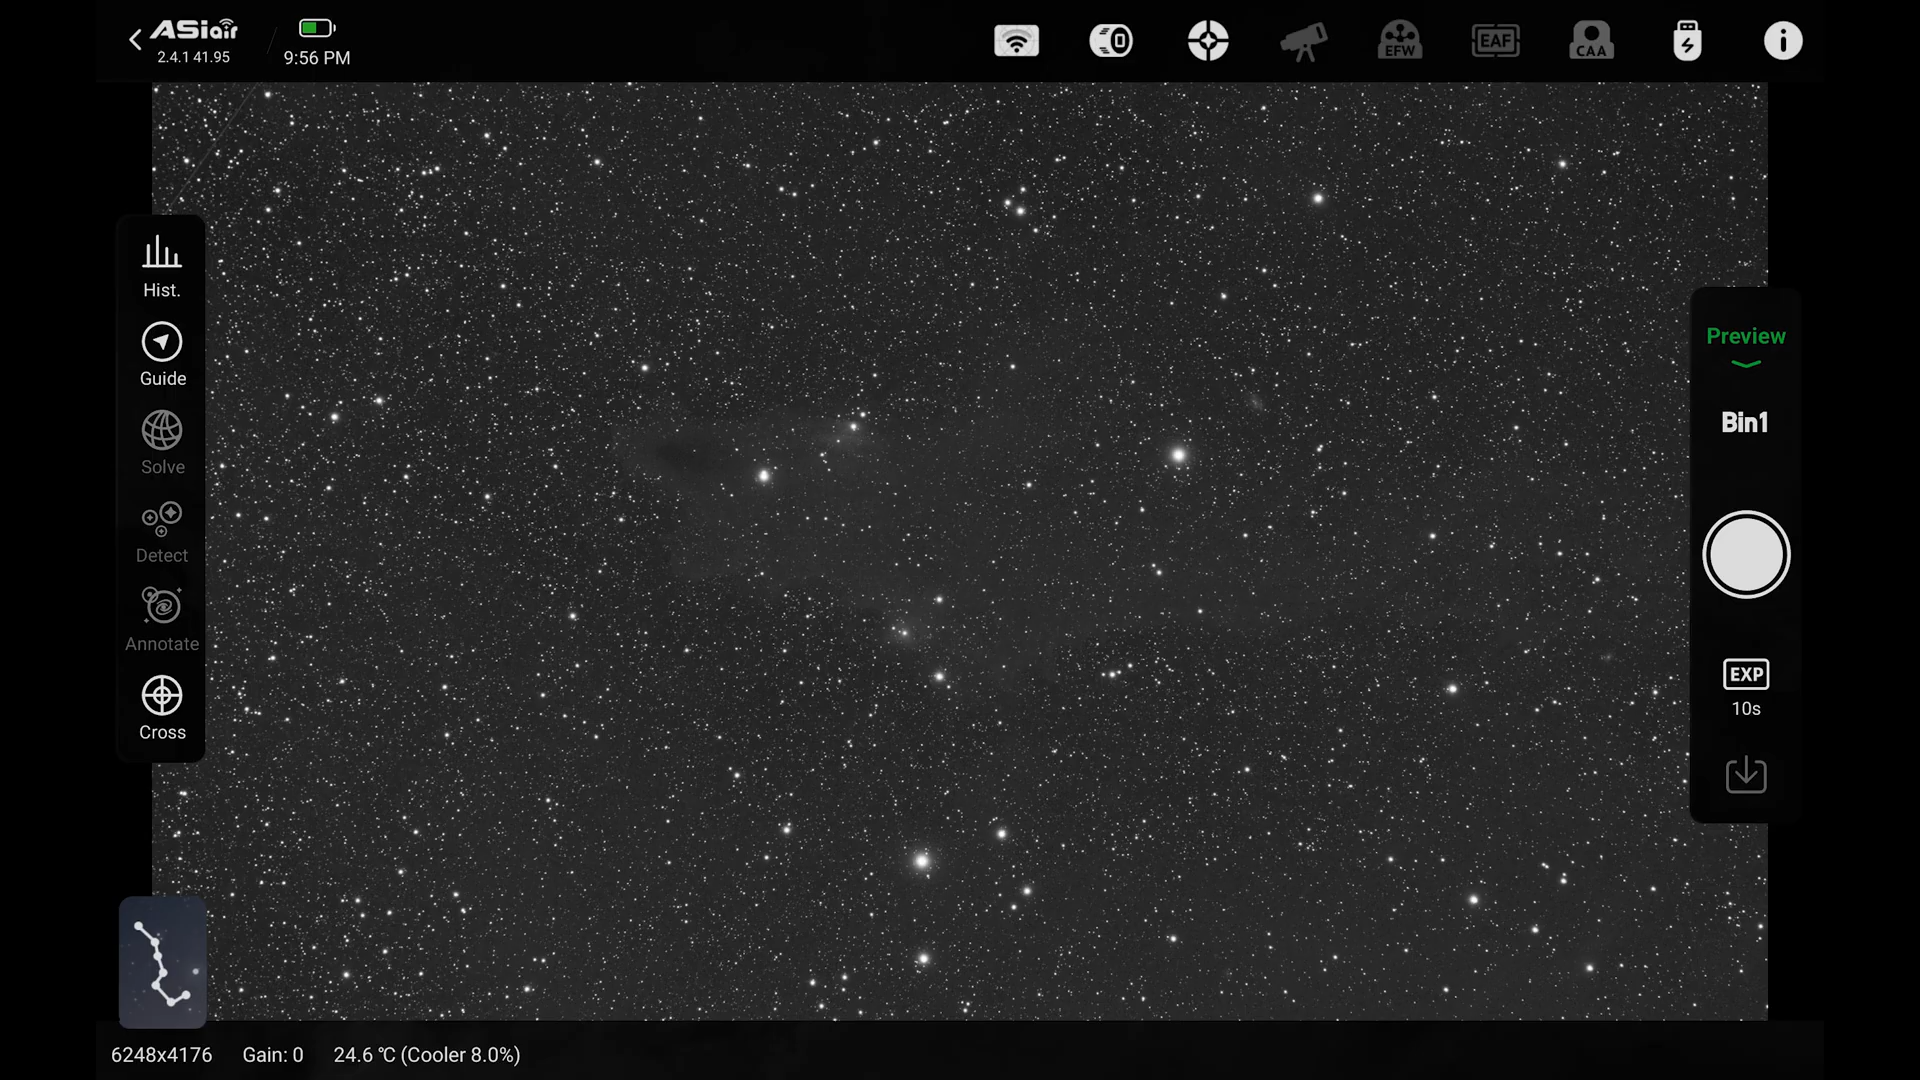 ASiair
2.4.1 41.95
9:56 PM
EFW
EAF
CAA
Hist.
Guide
Solve
Detect
Annotate
Cross
Preview
Bin1
EXP
10s
6248x4176 Gain: 0 24.6 ℃ (Cooler 8.0%)